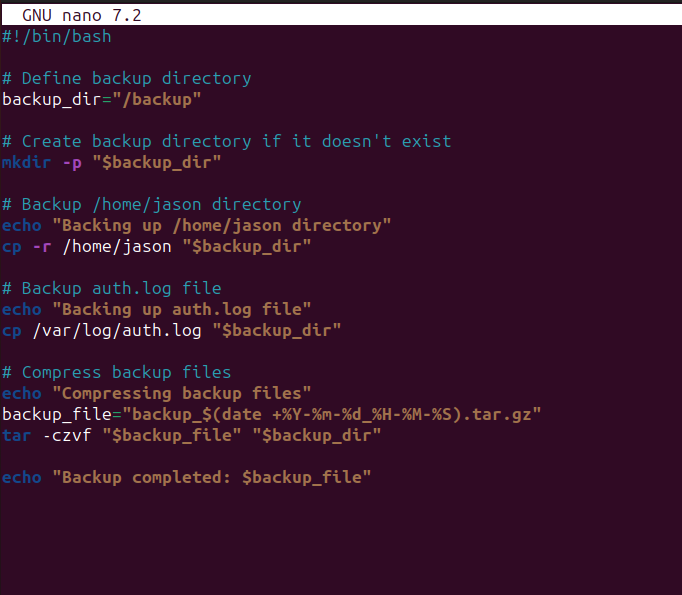 GNU nano 7.2
#!/bin/bash
# Define backup directory
backup_dir="/backup"
# Create backup directory if it doesn't exist
mkdir -p "$backup_dir"
# Backup /home/jason directory
echo "Backing up /home/jason directory"
cp -r /home/jason "$backup_dir"
# Backup auth.log file
echo "Backing up auth.log file"
cp /var/log/auth.log "$backup_dir"
# Compress backup files
echo "Compressing backup files"
backup_file="backup_$(date +%Y-%m-%d_%H-%M-%S).tar.gz"
tar -czvf "$backup_file" "$backup_dir"
echo "Backup completed: $backup_file"